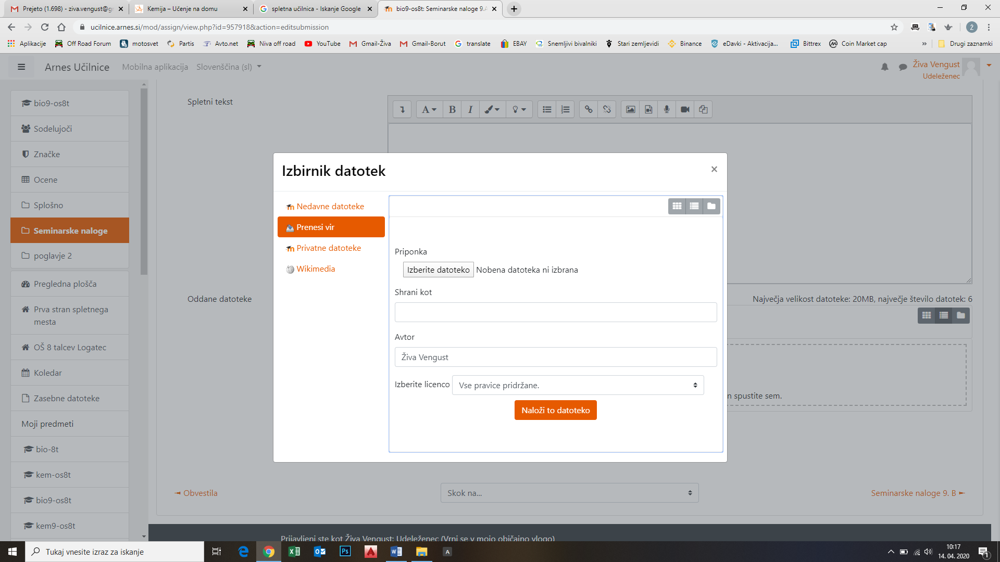 Prejeto (1.698) - ziva.vengust@g
Kemija – Učenje na domu
spletna učilnica - Iskanje Google
bio9-os8t: Seminarske naloge 9.
ucilnice.arnes.si/mod/assign/view.php?id=957918&action=editsubmission
Ž
Aplikacije
Off Road Forum
motosvet
Partis
Avto.net
Niva off road
YouTube
Gmail-Živa
Gmail-Borut
translate
EBAY
Snemljivi bivalniki
Stari zemljevidi
Binance
eDavki - Aktivacija...
Bittrex
Coin Market cap
»
Drugi zaznamki
Arnes Učilnice
Mobilna aplikacija
Slovenščina (sl)
Živa Vengust
Udeleženec
bio9-os8t
Sodelujoči
Značke
Ocene
Splošno
Seminarske naloge
poglavje 2
Pregledna plošča
Prva stran spletnega
mesta
OŠ 8 talcev Logatec
Koledar
Zasebne datoteke
Moji predmeti
bio-8t
kem-os8t
bio9-os8t
kem9-os8t
Spletni tekst
A
B
I
Izbirnik datotek
×
Nedavne datoteke
Prenesi vir
Privatne datoteke
Wikimedia
Priponka
Izberite datoteko Nobena datoteka ni izbrana
Shrani kot
Avtor
Živa Vengust
Izberite licenco
Vse pravice pridržane.
Naloži to datoteko
Oddane datoteke
Največja velikost datoteke: 20MB, največje število datotek: 6
n spustite sem.
Obvestila
Skok na...
Seminarske naloge 9. B
Prijavljeni ste kot Živa Vengust: Udeleženec (Vrni se v mojo običajno vlogo)
Tukaj vnesite izraz za iskanje
Ps
A
10:17
14. 04. 2020
1